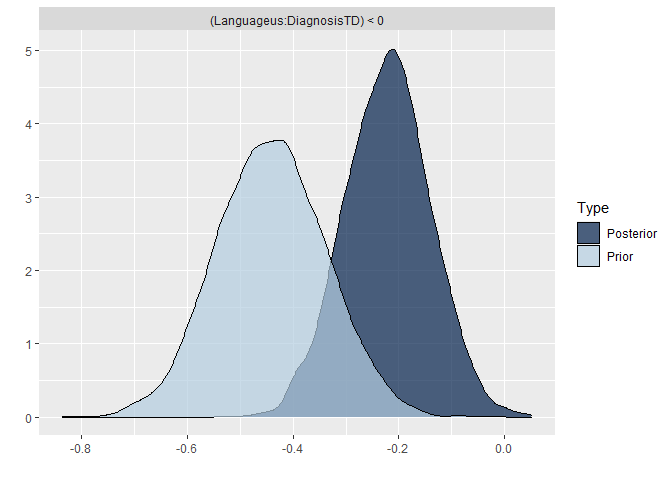 (Languageus:DiagnosisTD) < 0
5
4
3
2
1
0
-0.8
-0.6
-0.4
-0.2
0.0
Type
Posterior
Prior